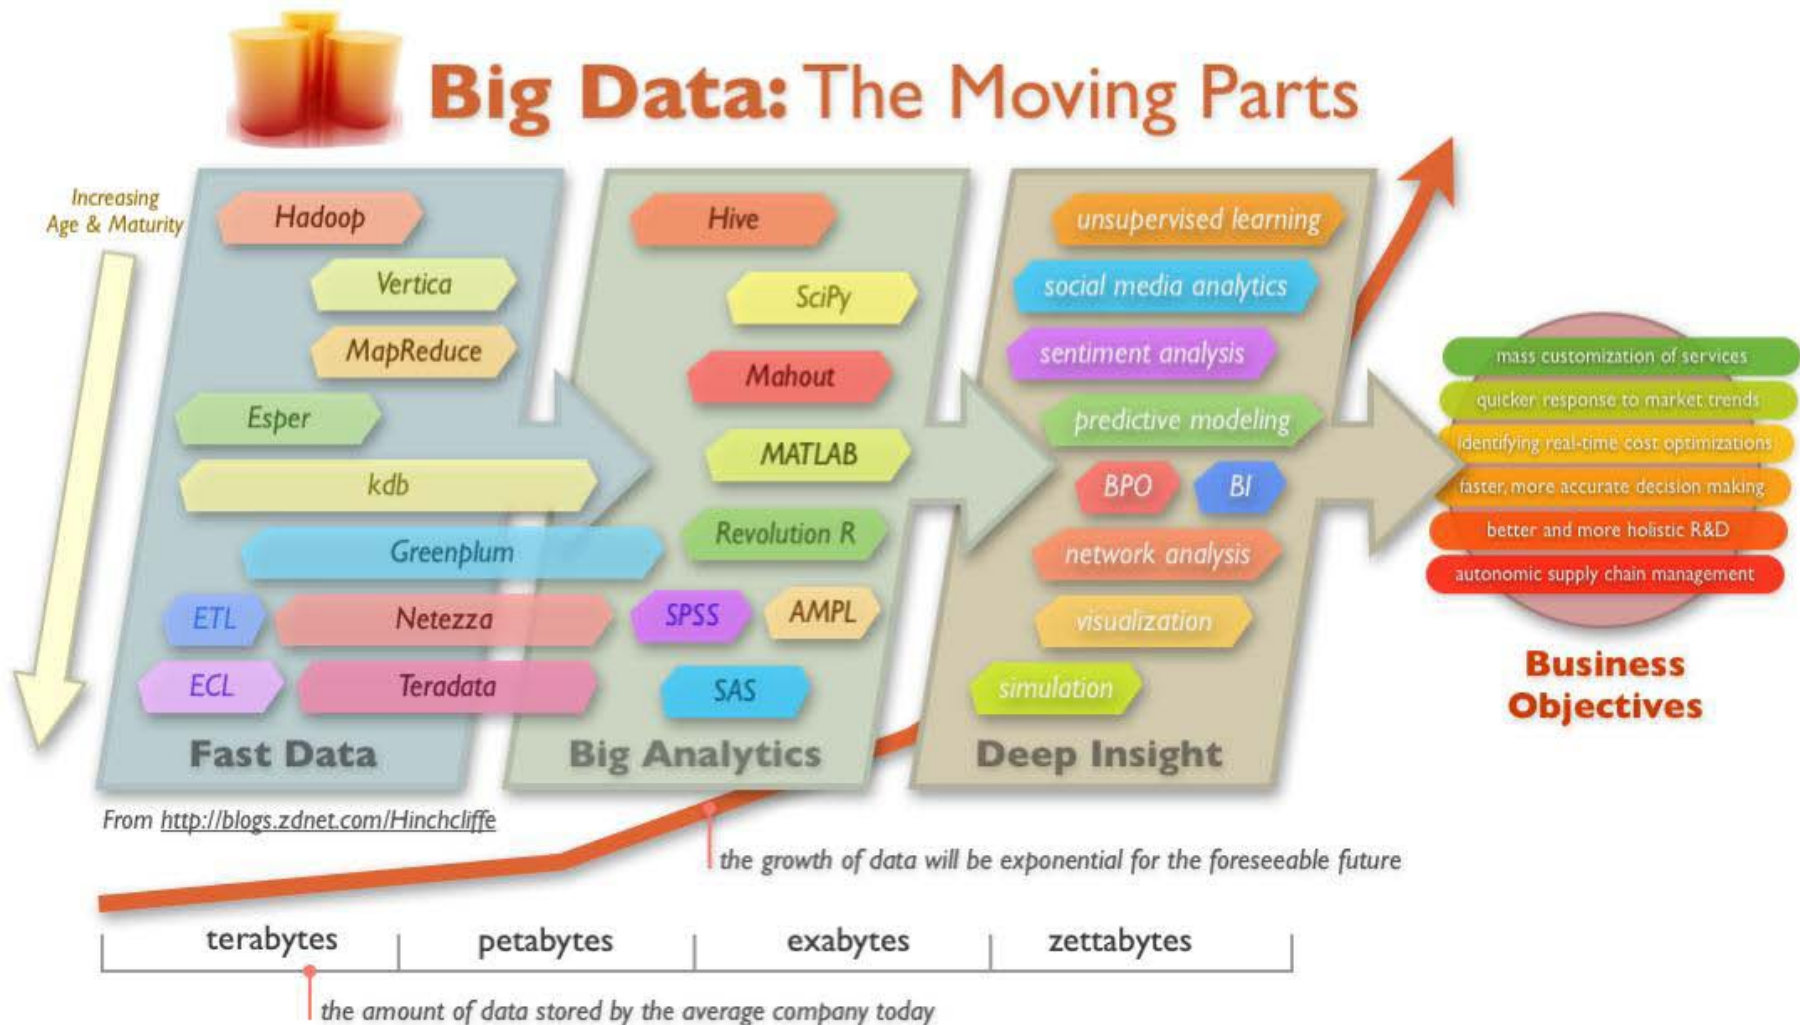 Big Data: The Moving Parts
Increasing
Age & Maturity
Hadoop
Vertica
MapReduce
Esper
kdb
Greenplum
ETL
Netezza
ECL
Teradata
Fast Data
Hive
SciPy
Mahout
MATLAB
Revolution R
SPSS
AMPL
SAS
Big Analytics
unsupervised learning
social media analytics
sentiment analysis
predictive modeling
BPO
BI
network analysis
visualization
simulation
Deep Insight
mass customization of services
quicker response to market trends
identifying real-time cost optimizations
faster, more accurate decision making
better and more holistic R&D
autonomic supply chain management
Business
Objectives
From http://blogs.zdnet.com/Hinchcliffe
the growth of data will be exponential for the foreseeable future
terabytes
petabytes
exabytes
zettabytes
the amount of data stored by the average company today